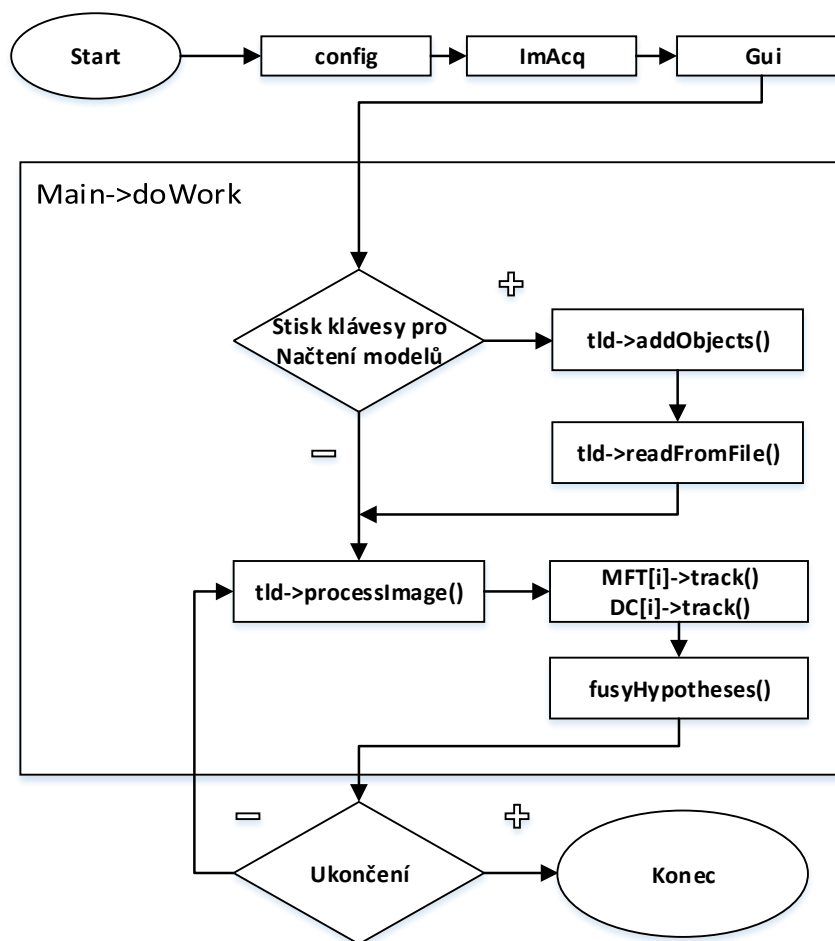 Start
config
ImAcq
Gui
Main->doWork
+
Stisk klávesy pro
Načtení modelů
tld->addObjects()
−
tld->readFromFile()
tld->processImage()
MFT[i]->track()
DC[i]->track()
fusyHypotheses()
−
+
Ukončení
Konec